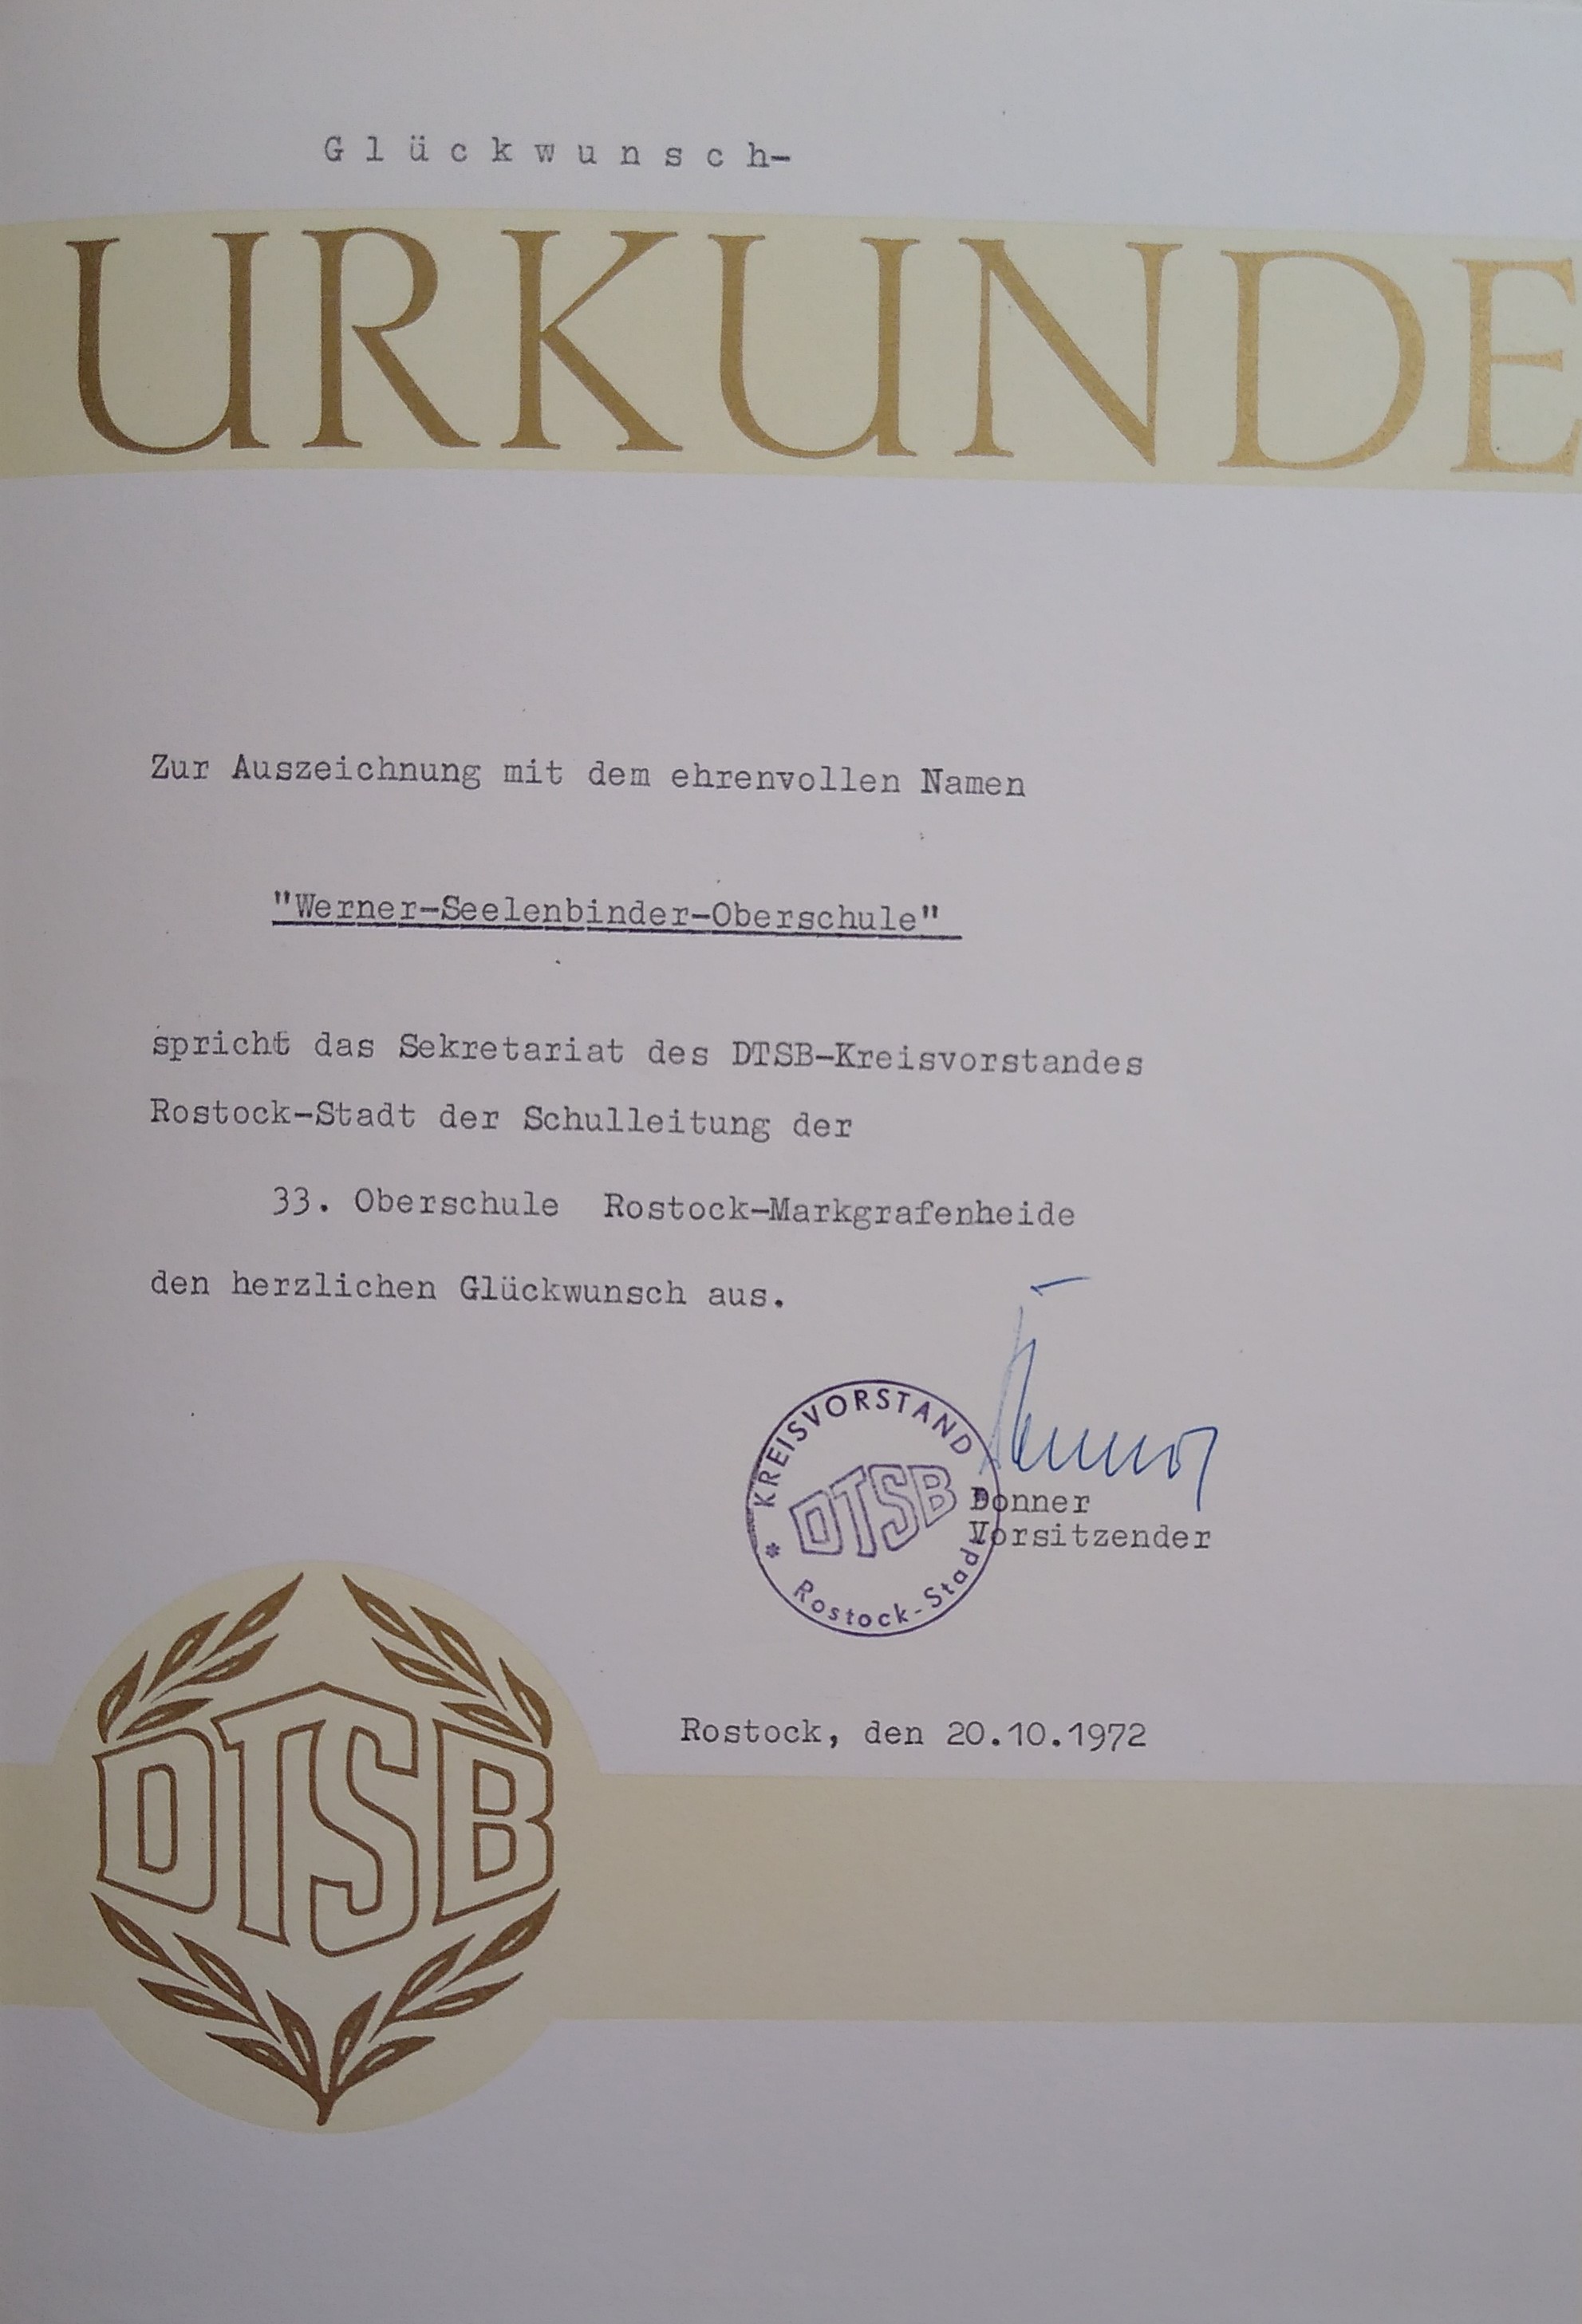 Glückwunsch-
URKUNDE
Zur Auszeichnung mit dem ehrenvollen Namen
"Werner-Seelenbinder-Oberschule"
spricht das Sekretariat des DTSB-Kreisvorstandes
Rostock-Stadt der Schulleitung der
33. Oberschule Rostock-Markgrafenheide
den herzlichen Glückwunsch aus.
KREISVORSTAND
DTSB
* Rostock-Stadt
Donner
Vorsitzender
Rostock, den 20.10.1972
DTSB